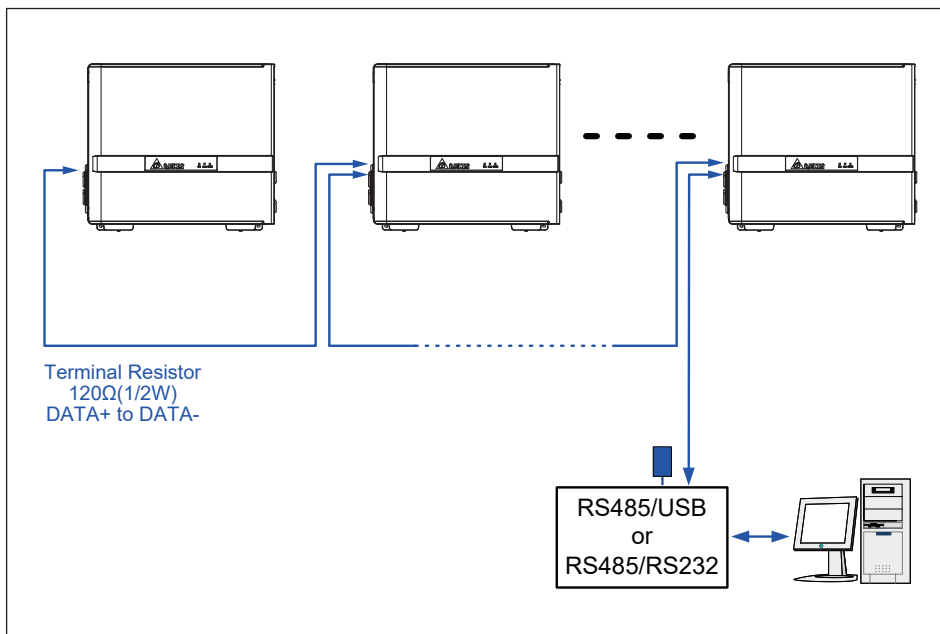 Terminal Resistor
120Ω(1/2W)
DATA+ to DATA-
RS485/USB
or
RS485/RS232